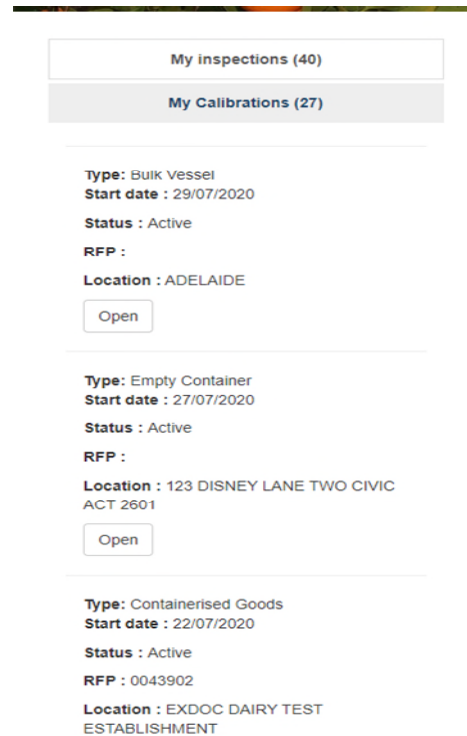 My inspections (40)
My Calibrations (27)
Type: Bulk Vessel
Start date : 29/07/2020
Status : Active
RFP :
Location : ADELAIDE
Open
Type: Empty Container
Start date : 27/07/2020
Status : Active
RFP :
Location : 123 DISNEY LANE TWO CIVIC
ACT 2601
Open
Type: Containerised Goods
Start date : 22/07/2020
Status : Active
RFP : 0043902
Location : EXDOC DAIRY TEST
ESTABLISHMENT